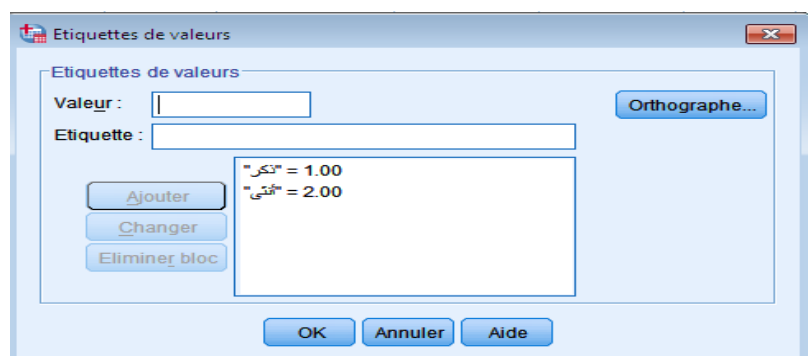 Etiquettes de valeurs
Etiquettes de valeurs
Valeur :
Orthographe...
Etiquette :
"ذكر" = 1.00
"أنثى" = 2.00
Ajouter
Changer
Eliminer bloc
OK Annuler Aide